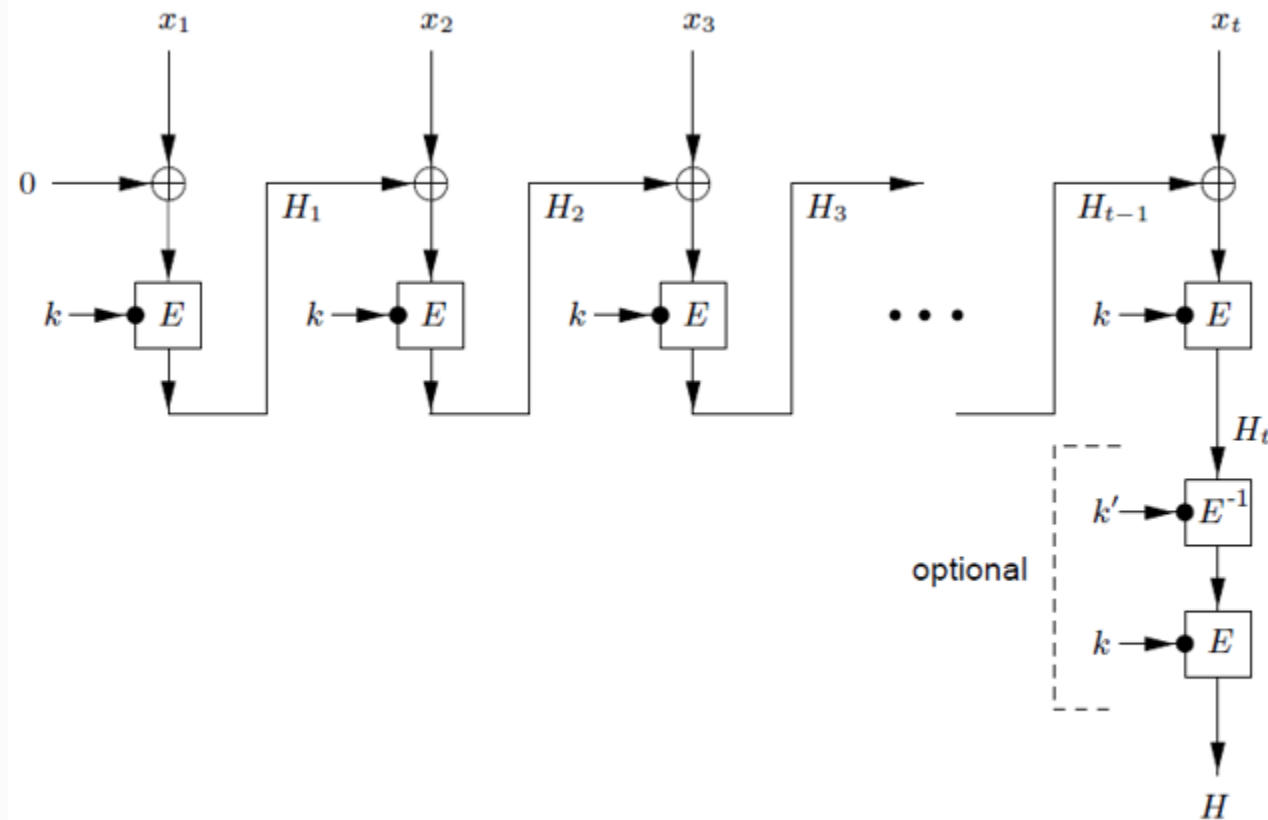 x₁ x₂ x₃ xₜ
0 H₁ H₂ H₃ Hₜ₋₁
k E k E k E • • • k E
Hₜ
k′ E⁻¹
optional
k E
H